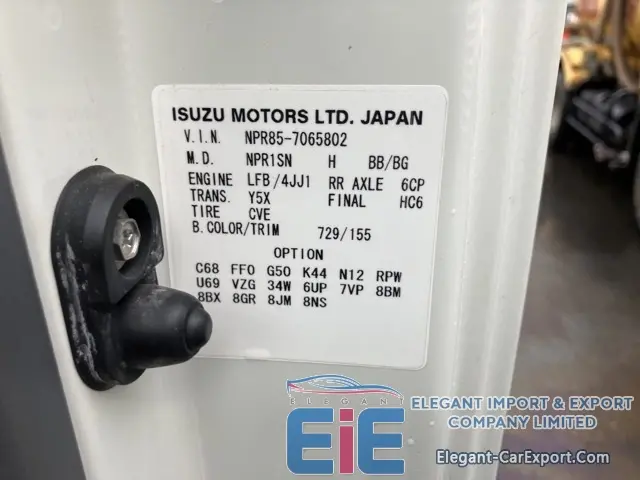 ISUZU MOTORS LTD. JAPAN
V.I.N. NPR85-7065802
M.D. NPR1SN H BB/BG
ENGINE LFB/4JJ1 RR AXLE 6CP
TRANS. Y5X FINAL HC6
TIRE CVE
B.COLOR/TRIM 729/155
OPTION
C68 FF0 G50 K44 N12 RPW
U69 VZG 34W 6UP 7VP 8BM
8BX 8GR 8JM 8NS
ELEGANT
EiE
ELEGANT IMPORT & EXPORT
COMPANY LIMITED
Elegant-CarExport.Com